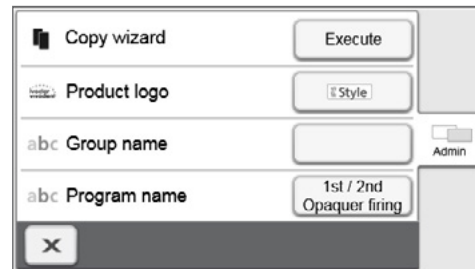 Copy wizard
Execute
Product logo
Style
abc Group name
Admin
abc Program name
1st / 2nd
Opaquer firing
X